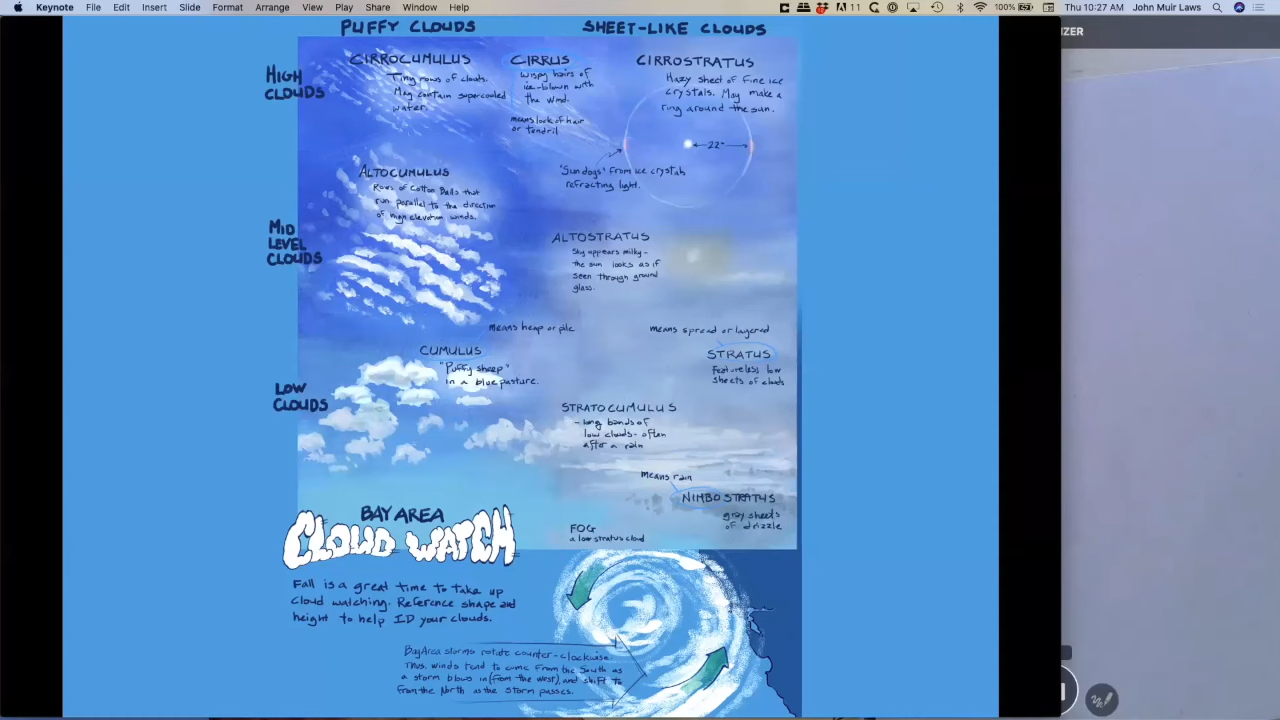 Keynote File Edit Insert Slide Format Arrange View Play Share Window Help
11 100% Thu 10:27 AM John Muir Laws
IZER
PUFFY CLOUDS
SHEET-LIKE CLOUDS
HIGH
CLOUDS
CIRROCUMULUS
Tiny rows of clouds.
May contain supercooled
water.
CIRRUS
Wispy hairs of
ice-blown with
the wind.
means lock of hair
or tendril
CIRROSTRATUS
Hazy sheet of fine ice
crystals. May make a
ring around the sun.
22°
"Sun dogs" from ice crystals
refracting light.
MID
LEVEL
CLOUDS
ALTOCUMULUS
Rows of Cotton Balls that
run parallel to the direction
of high elevation winds.
ALTOSTRATUS
Sky appears milky-
the sun looks as if
seen through ground
glass.
means heap or pile
means spread or layered
LOW
CLOUDS
CUMULUS
"Puffy sheep"
in a blue pasture.
STRATUS
Featureless low
sheets of clouds
STRATOCUMULUS
- long bands of
low clouds- often
after a rain
means rain
NIMBOSTRATUS
gray sheets
of drizzle
FOG
a low stratus cloud
BAY AREA
CLOUD WATCH
Fall is a great time to take up
cloud watching. Reference shape and
height to help ID your clouds.
Bay Area storms rotate counter-clockwise.
Thus, winds tend to come from the South as
a storm blows in (from the west), and shift to
from the North as the storm passes.